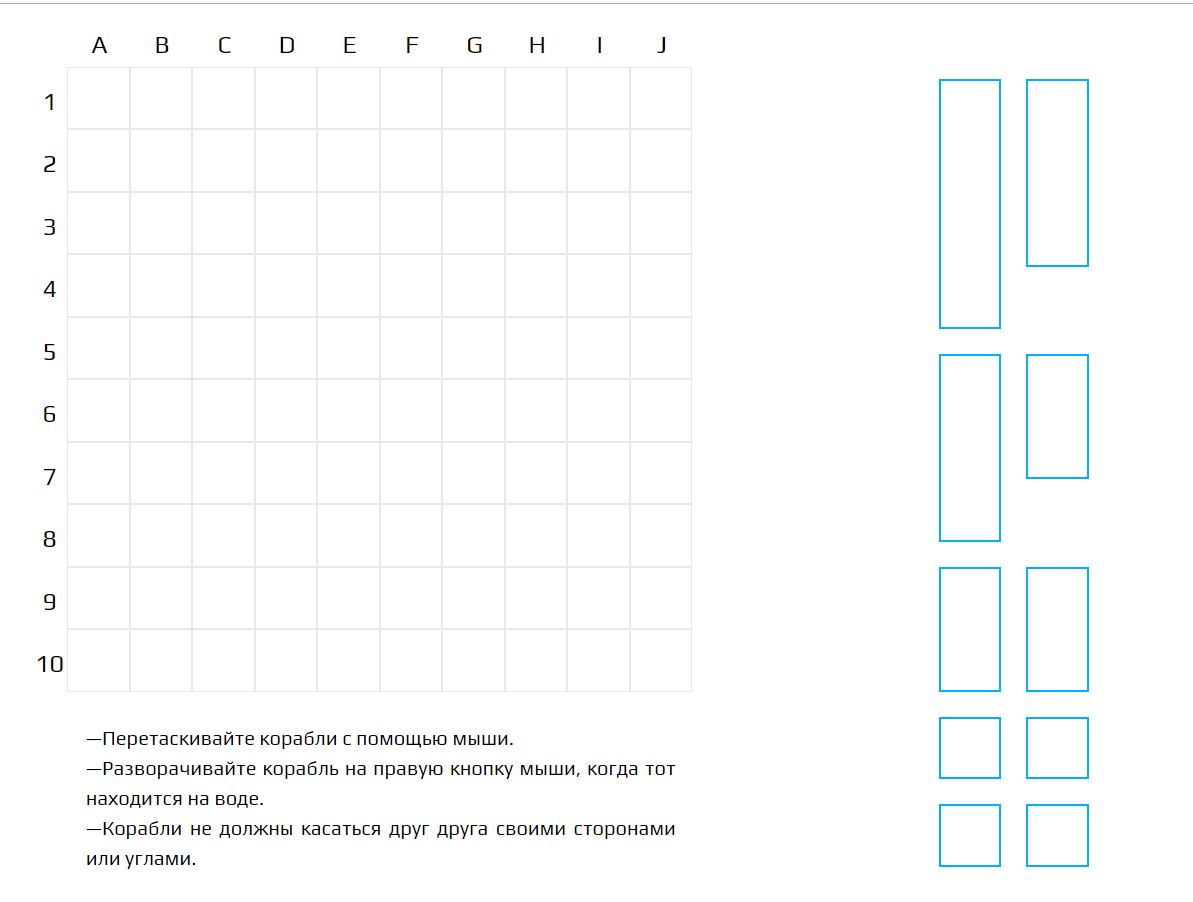 A B C D E F G H I J
1
2
3
4
5
6
7
8
9
10
—Перетаскивайте корабли с помощью мыши.
—Разворачивайте корабль на правую кнопку мыши, когда тот
находится на воде.
—Корабли не должны касаться друг друга своими сторонами
или углами.